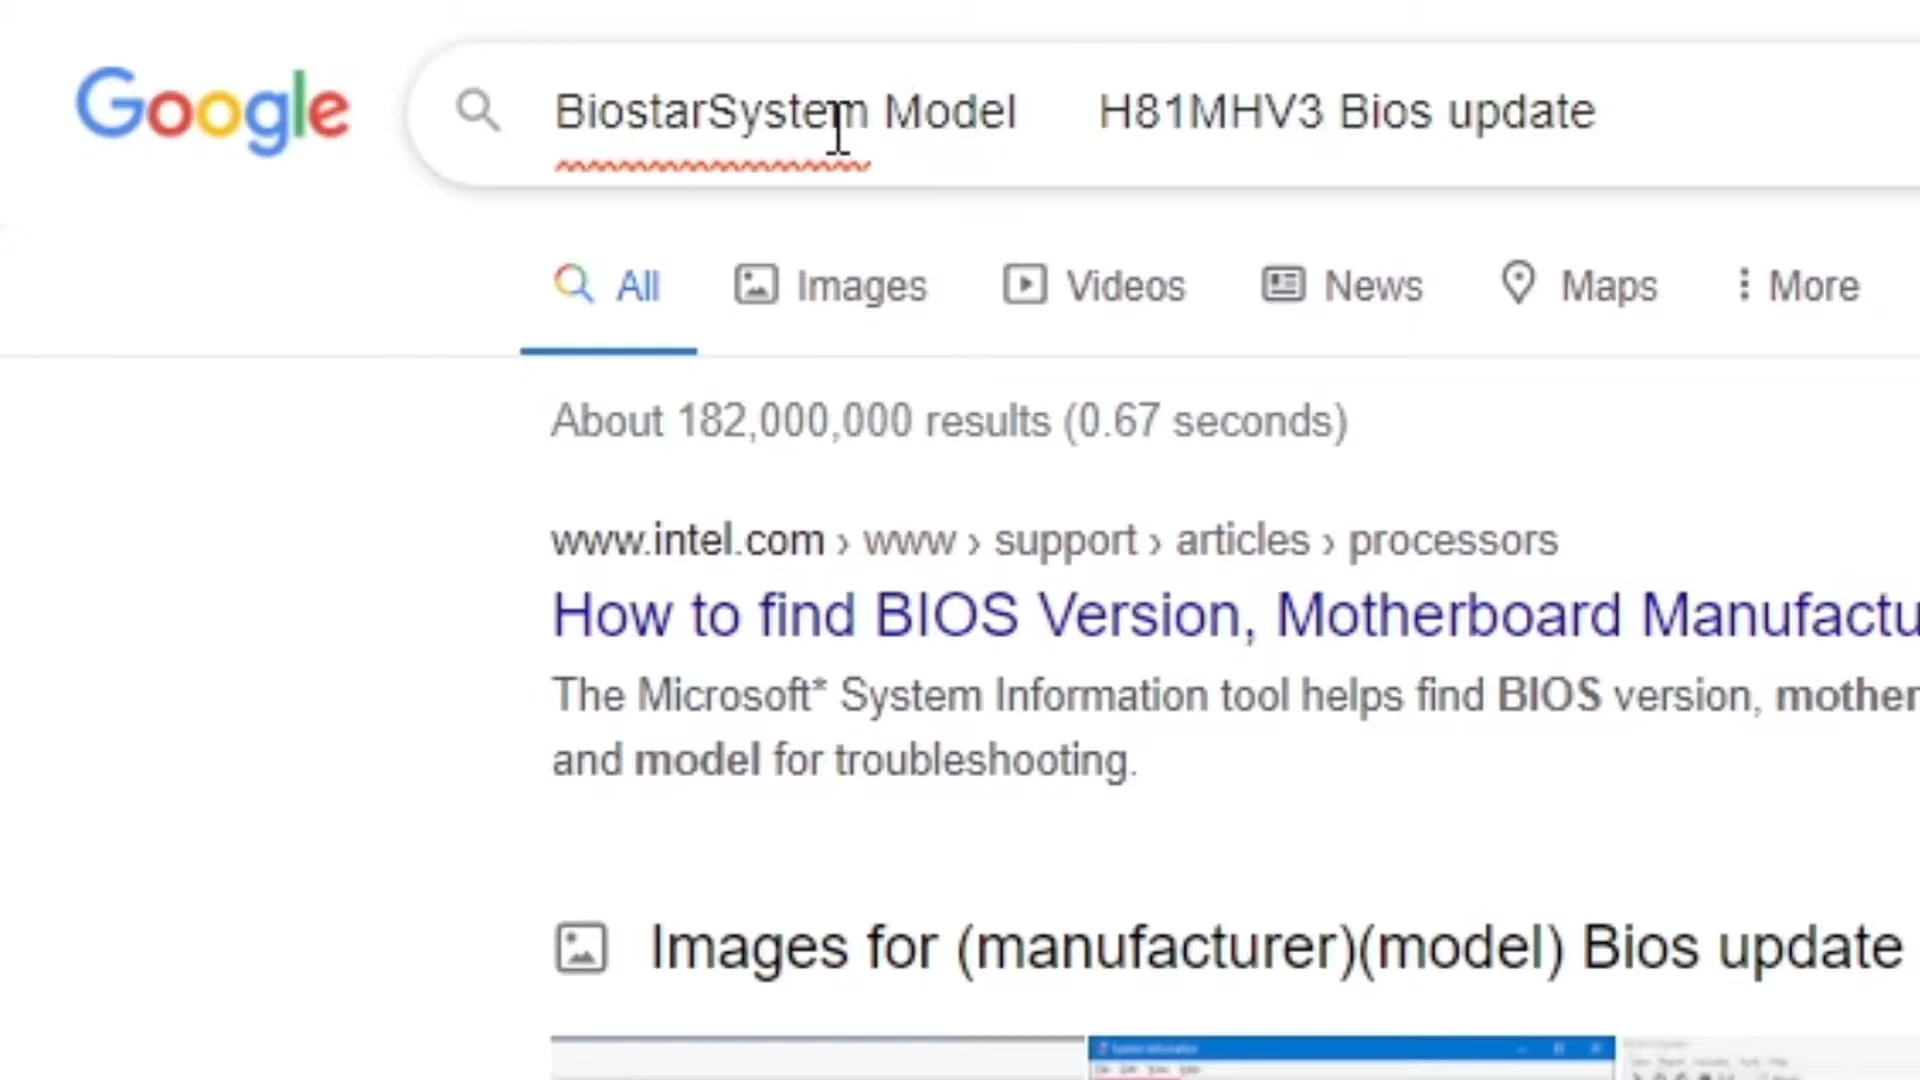 Google
BiostarSystem Model H81MHV3 Bios update
All Images Videos News Maps More
About 182,000,000 results (0.67 seconds)
www.intel.com › www › support › articles › processors
How to find BIOS Version, Motherboard Manufactu
The Microsoft* System Information tool helps find BIOS version, mother
and model for troubleshooting.
Images for (manufacturer)(model) Bios update